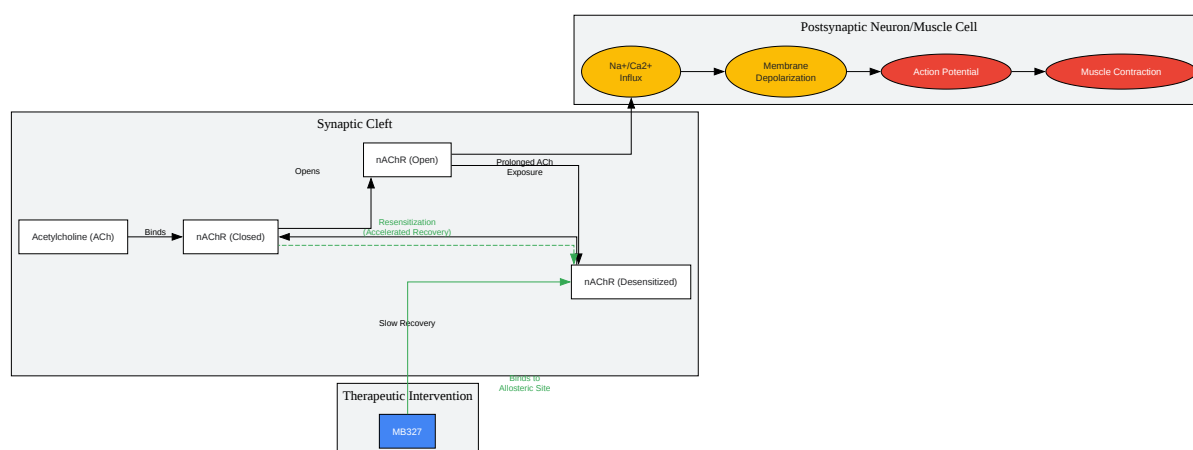 Postsynaptic Neuron/Muscle Cell
Na+/Ca2+
Influx
Membrane
Depolarization
Action Potential
Muscle Contraction
Synaptic Cleft
nAChR (Open)
Prolonged ACh
Exposure
Opens
Acetylcholine (ACh)
Binds
nAChR (Closed)
Resensitization
(Accelerated Recovery)
nAChR (Desensitized)
Slow Recovery
Binds to
Allosteric Site
Therapeutic Intervention
MB327